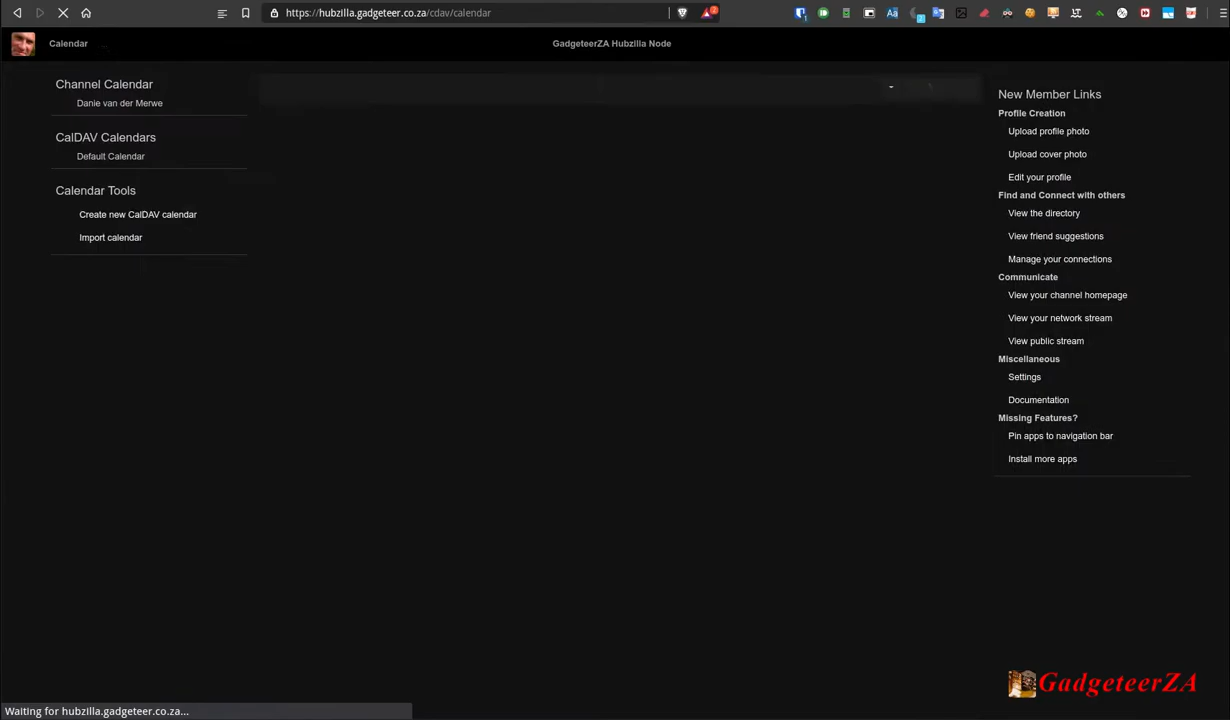 https://hubzilla.gadgeteer.co.za/cdav/calendar
Calendar
GadgeteerZA Hubzilla Node
Channel Calendar
Danie van der Merwe
CalDAV Calendars
Default Calendar
Calendar Tools
Create new CalDAV calendar
Import calendar
New Member Links
Profile Creation
Upload profile photo
Upload cover photo
Edit your profile
Find and Connect with others
View the directory
View friend suggestions
Manage your connections
Communicate
View your channel homepage
View your network stream
View public stream
Miscellaneous
Settings
Documentation
Missing Features?
Pin apps to navigation bar
Install more apps
GadgeteerZA
Waiting for hubzilla.gadgeteer.co.za...